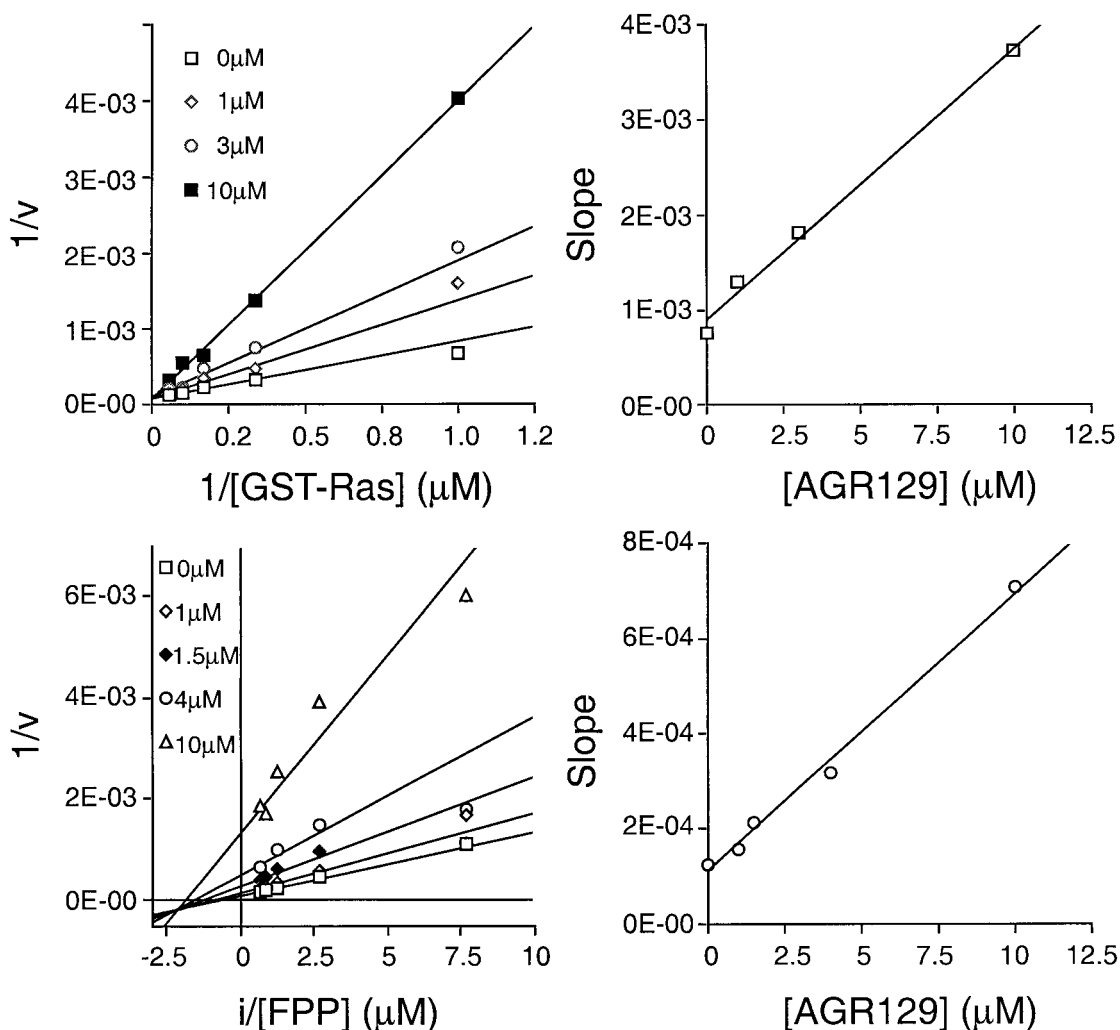 1/v
4E-03
3E-03
2E-03
1E-03
0E-00
0μM
1μM
3μM
10μM
0
0.2
0.5
0.8
1.0
1.2
1/[GST-Ras] (μM)
Slope
4E-03
3E-03
2E-03
1E-03
0E-00
0
2.5
5
7.5
10
12.5
[AGR129] (μM)
1/v
6E-03
4E-03
2E-03
0E-00
0μM
1μM
1.5μM
4μM
10μM
-2.5
0
2.5
5
7.5
10
i/[FPP] (μM)
Slope
8E-04
6E-04
4E-04
2E-04
0E-00
0
2.5
5
7.5
10
12.5
[AGR129] (μM)